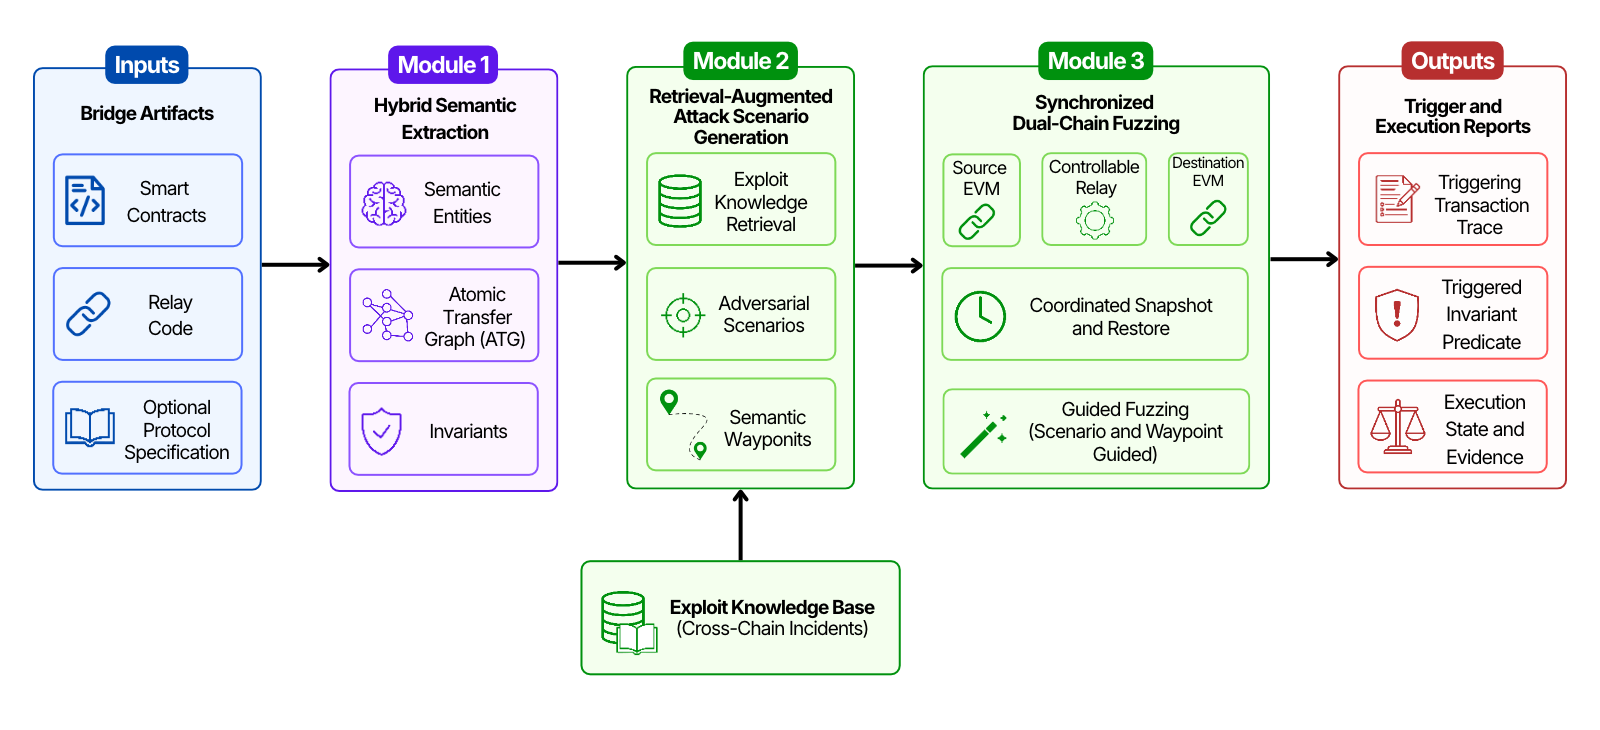 Inputs
Bridge Artifacts
Smart
Contracts
Relay
Code
Optional
Protocol
Specification
Module 1
Hybrid Semantic
Extraction
Semantic
Entities
Atomic
Transfer
Graph (ATG)
Invariants
Module 2
Retrieval-Augmented
Attack Scenario
Generation
Exploit
Knowledge
Retrieval
Adversarial
Scenarios
Semantic
Wayponits
Module 3
Synchronized
Dual-Chain Fuzzing
Source
EVM
Controllable
Relay
Destination
EVM
Coordinated Snapshot
and Restore
Guided Fuzzing
(Scenario and Waypoint
Guided)
Outputs
Trigger and
Execution Reports
Triggering
Transaction
Trace
Triggered
Invariant
Predicate
Execution
State and
Evidence
Exploit Knowledge Base
(Cross-Chain Incidents)